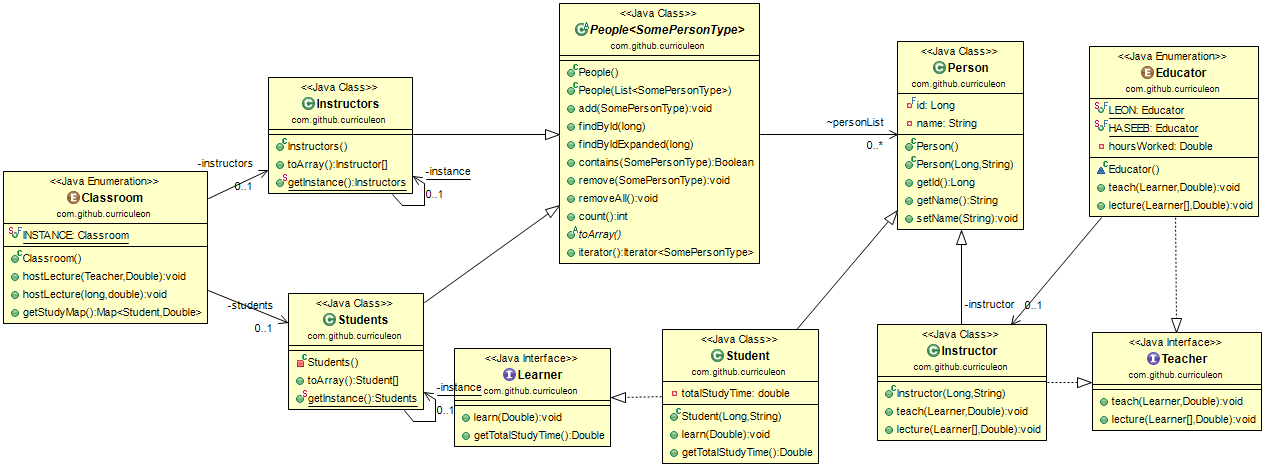 <<Java Class>>
People<SomePersonType>
com.github.curriculeon
People()
People(List<SomePersonType>)
add(SomePersonType):void
findById(long)
findByIdExpanded(long)
contains(SomePersonType):Boolean
remove(SomePersonType):void
removeAll():void
count():int
toArray()
iterator():Iterator<SomePersonType>
~personList
0..*
<<Java Class>>
Person
com.github.curriculeon
id: Long
name: String
Person()
Person(Long,String)
getId():Long
getName():String
setName(String):void
<<Java Enumeration>>
Educator
com.github.curriculeon
LEON: Educator
HASEEB: Educator
hoursWorked: Double
Educator()
teach(Learner,Double):void
lecture(Learner[],Double):void
<<Java Class>>
Instructors
com.github.curriculeon
Instructors()
toArray():Instructor[]
getInstance():Instructors
-instance
0..1
-instructors
0..1
<<Java Enumeration>>
Classroom
com.github.curriculeon
INSTANCE: Classroom
Classroom()
hostLecture(Teacher,Double):void
hostLecture(long,double):void
getStudyMap():Map<Student,Double>
-students
0..1
<<Java Class>>
Students
com.github.curriculeon
Students()
toArray():Student[]
getInstance():Students
-instance
0..1
<<Java Interface>>
Learner
com.github.curriculeon
learn(Double):void
getTotalStudyTime():Double
<<Java Class>>
Student
com.github.curriculeon
totalStudyTime: double
Student(Long,String)
learn(Double):void
getTotalStudyTime():Double
-instructor
0..1
<<Java Class>>
Instructor
com.github.curriculeon
Instructor(Long,String)
teach(Learner,Double):void
lecture(Learner[],Double):void
<<Java Interface>>
Teacher
com.github.curriculeon
teach(Learner,Double):void
lecture(Learner[],Double):void